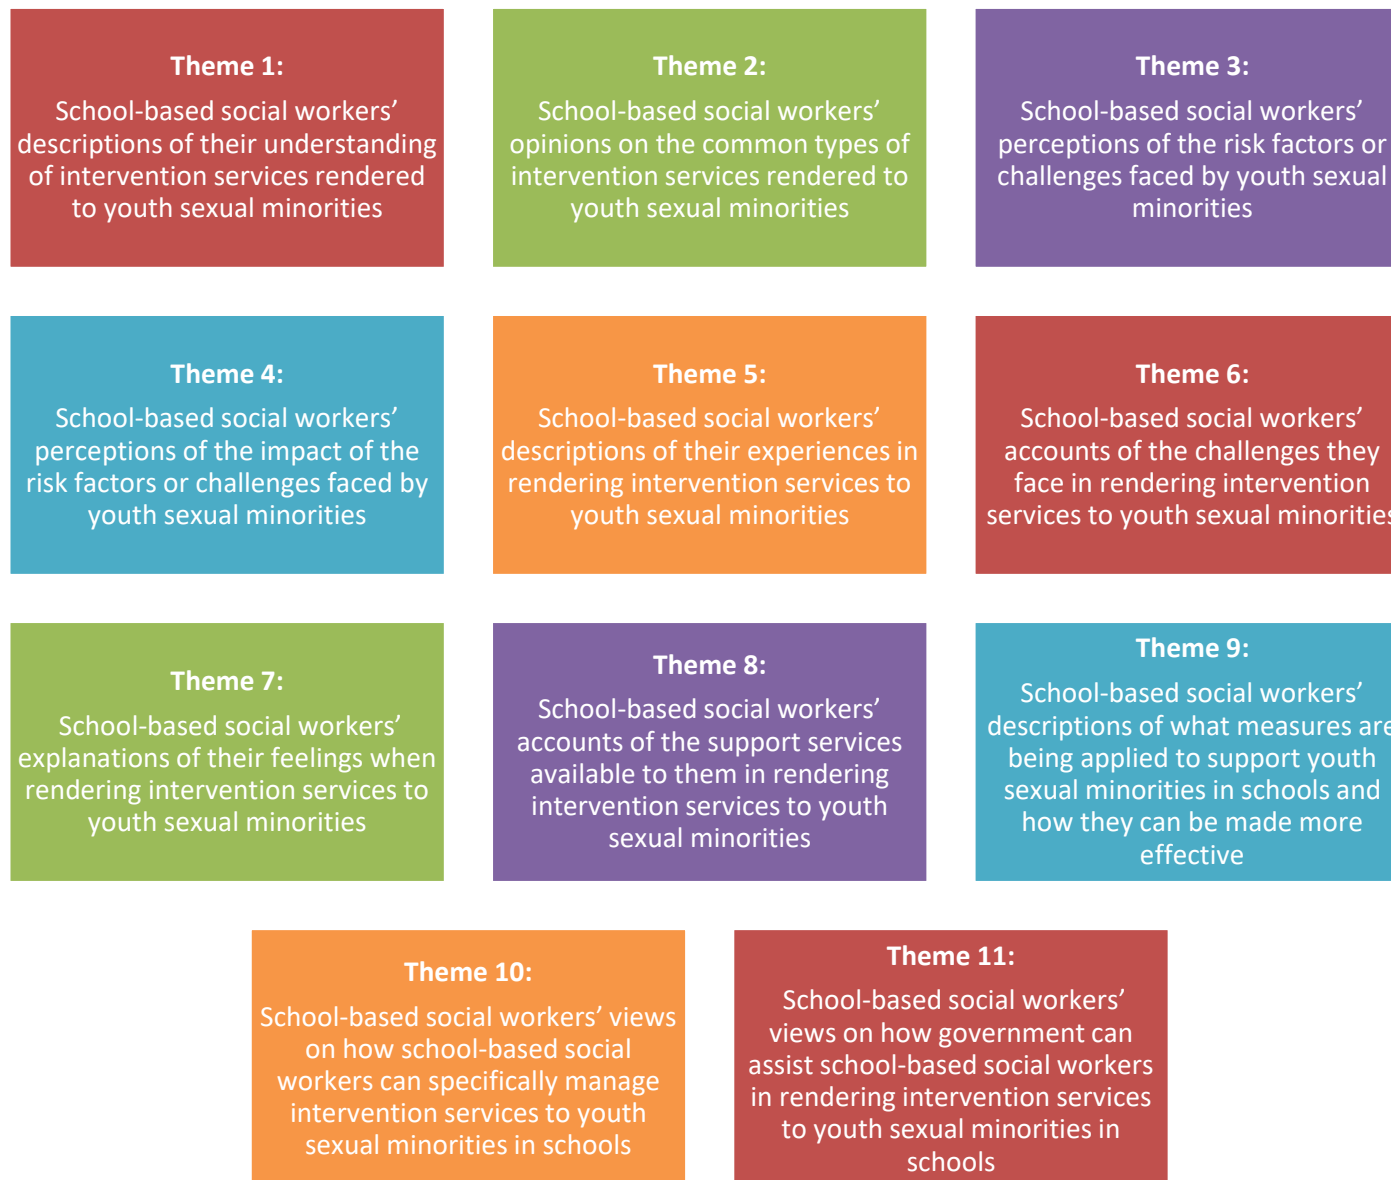 Theme 1:
School-based social workers’
descriptions of their understanding
of intervention services rendered
to youth sexual minorities
Theme 2:
School-based social workers’
opinions on the common types of
intervention services rendered to
youth sexual minorities
Theme 3:
School-based social workers’
perceptions of the risk factors or
challenges faced by youth sexual
minorities
Theme 4:
School-based social workers’
perceptions of the impact of the
risk factors or challenges faced by
youth sexual minorities
Theme 5:
School-based social workers’
descriptions of their experiences in
rendering intervention services to
youth sexual minorities
Theme 6:
School-based social workers’
accounts of the challenges they
face in rendering intervention
services to youth sexual minorities
Theme 7:
School-based social workers’
explanations of their feelings when
rendering intervention services to
youth sexual minorities
Theme 8:
School-based social workers’
accounts of the support services
available to them in rendering
intervention services to youth
sexual minorities
Theme 9:
School-based social workers’
descriptions of what measures are
being applied to support youth
sexual minorities in schools and
how they can be made more
effective
Theme 10:
School-based social workers’ views
on how school-based social
workers can specifically manage
intervention services to youth
sexual minorities in schools
Theme 11:
School-based social workers’
views on how government can
assist school-based social workers
in rendering intervention services
to youth sexual minorities in
schools